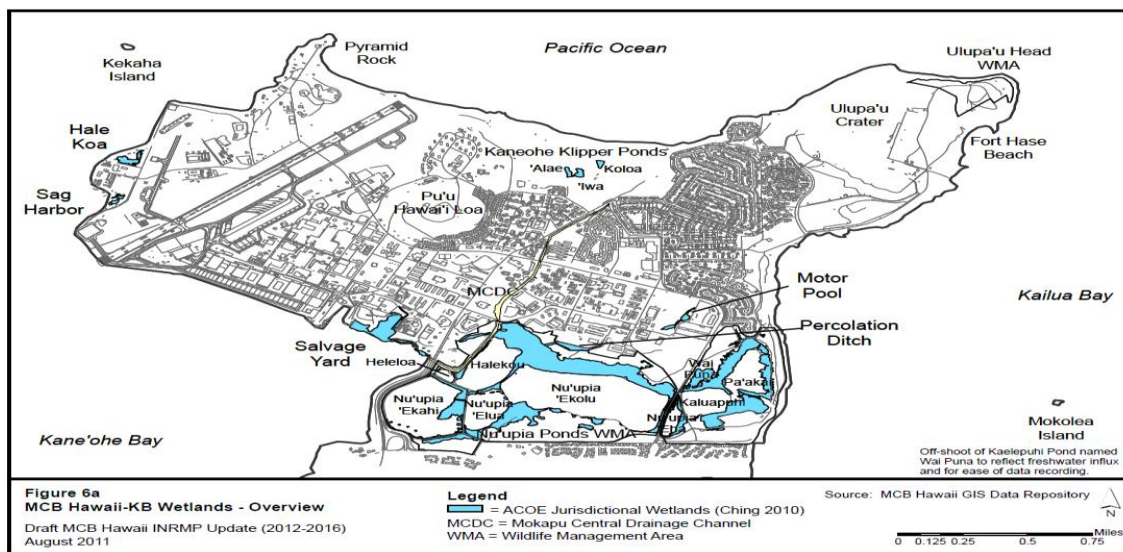 Pacific Ocean
Kekaha
Island
Pyramid
Rock
Ulupa'u Head
WMA
Ulupa'u
Crater
Fort Hase
Beach
Hale
Koa
Sag
Harbor
Kaneohe Klipper Ponds
'Alae
Koloa
'Iwa
Pu'u
Hawai'i Loa
MCDC
Motor
Pool
Kailua Bay
Percolation
Ditch
Salvage
Yard
Heleloa
Halekou
Wai
Puna
Pa'akai
Nu'upia
'Ekahi
Nu'upia
'Elua
Nu'upia
'Ekolu
Kaluapuhi
Nu'upia
'Eha
Nu'upia Ponds WMA
Kane'ohe Bay
Mokolea
Island
Off-shoot of Kaelepuhi Pond named
Wai Puna to reflect freshwater influx
and for ease of data recording.
Figure 6a
MCB Hawaii-KB Wetlands - Overview
Draft MCB Hawaii INRMP Update (2012-2016)
August 2011
Legend
= ACOE Jurisdictional Wetlands (Ching 2010)
MCDC = Mokapu Central Drainage Channel
WMA = Wildlife Management Area
Source: MCB Hawaii GIS Data Repository
N
Miles
0 0.125 0.25 0.5 0.75